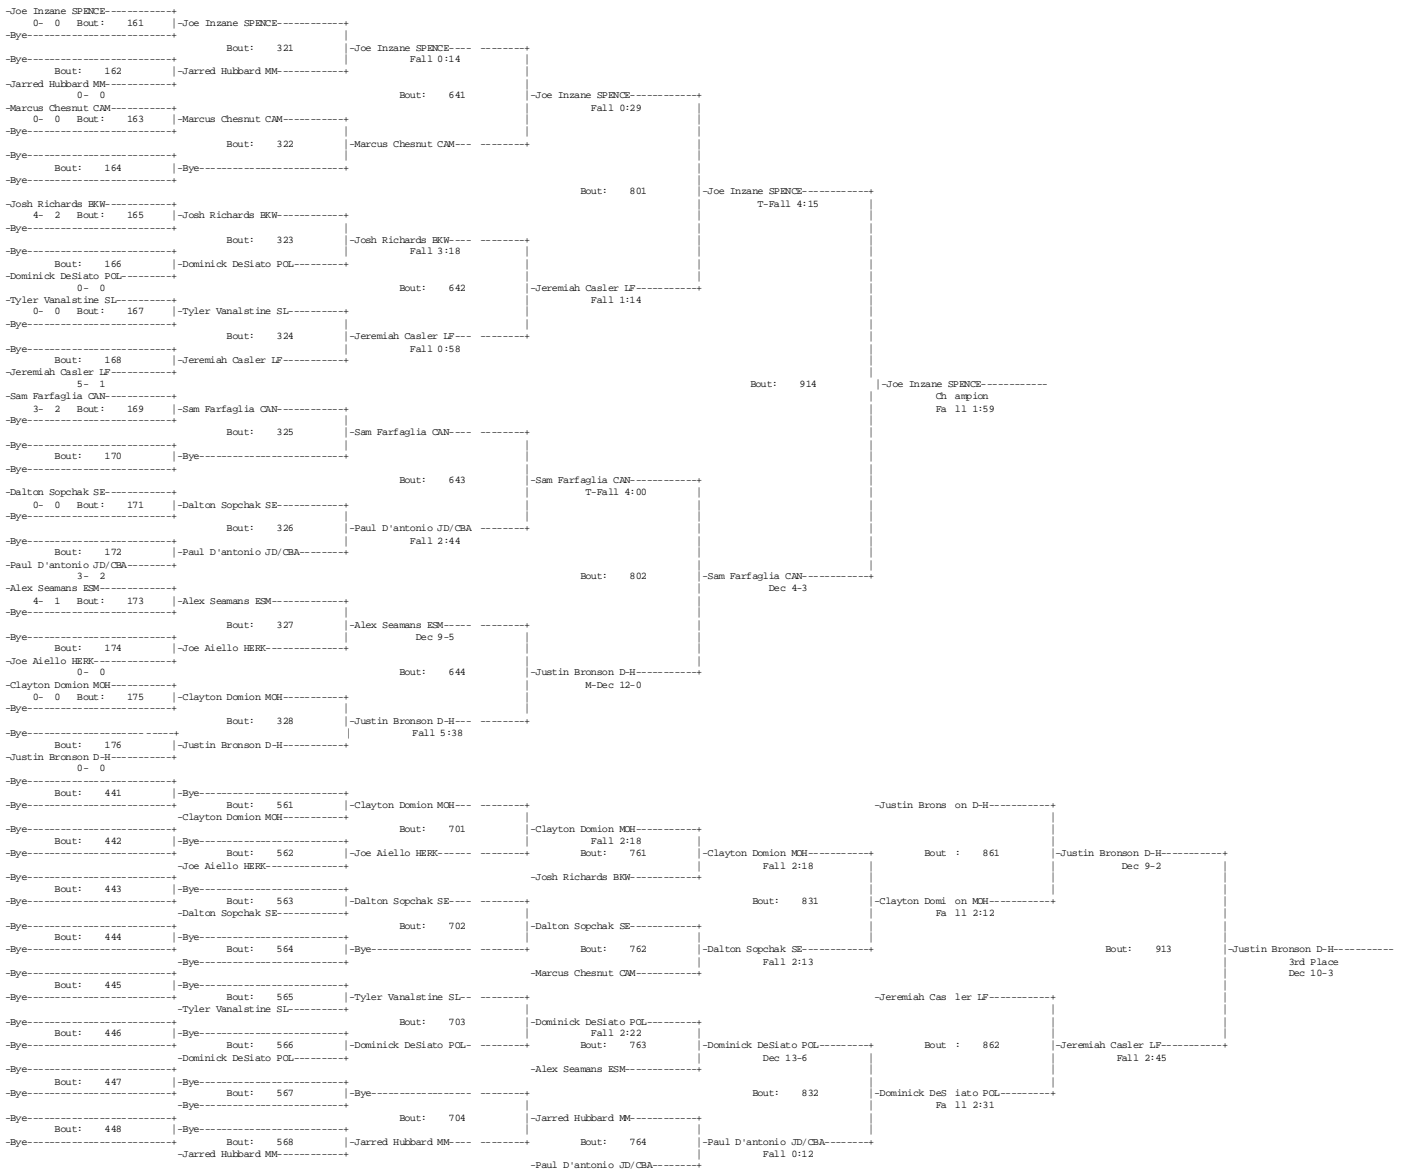 -Joe Inzane SPENCE------------+
0- 0 Bout: 161 |-Joe Inzane SPENCE------------+
-Bye--------------------------+ |
Bout: 321 |-Joe Inzane SPENCE---- --------+
-Bye--------------------------+ | Fall 0:14 |
Bout: 162 |-Jarred Hubbard MM------------+ |
-Jarred Hubbard MM------------+ |
0- 0 Bout: 641 |-Joe Inzane SPENCE------------+
-Marcus Chesnut CAM-----------+ | Fall 0:29 |
0- 0 Bout: 163 |-Marcus Chesnut CAM-----------+ | |
-Bye--------------------------+ | | |
Bout: 322 |-Marcus Chesnut CAM--- --------+ |
-Bye--------------------------+ | |
Bout: 164 |-Bye--------------------------+ |
-Bye--------------------------+ |
Bout: 801 |-Joe Inzane SPENCE------------+
-Josh Richards BKW------------+ | T-Fall 4:15 |
4- 2 Bout: 165 |-Josh Richards BKW------------+ | |
-Bye--------------------------+ | | |
Bout: 323 |-Josh Richards BKW---- --------+ | |
-Bye--------------------------+ | Fall 3:18 | | |
Bout: 166 |-Dominick DeSiato POL---------+ | | |
-Dominick DeSiato POL---------+ | | |
0- 0 Bout: 642 |-Jeremiah Casler LF-----------+ |
-Tyler Vanalstine SL----------+ | Fall 1:14 |
0- 0 Bout: 167 |-Tyler Vanalstine SL----------+ | |
-Bye--------------------------+ | | |
Bout: 324 |-Jeremiah Casler LF--- --------+ |
-Bye--------------------------+ | Fall 0:58 |
Bout: 168 |-Jeremiah Casler LF-----------+ |
-Jeremiah Casler LF-----------+ |
5- 1 Bout: 914 |-Joe Inzane SPENCE------------
-Sam Farfaglia CAN------------+ | Ch ampion
3- 2 Bout: 169 |-Sam Farfaglia CAN------------+ | Fa ll 1:59
-Bye--------------------------+ | |
Bout: 325 |-Sam Farfaglia CAN---- --------+ |
-Bye--------------------------+ | | |
Bout: 170 |-Bye--------------------------+ | |
-Bye--------------------------+ | |
Bout: 643 |-Sam Farfaglia CAN------------+ |
-Dalton Sopchak SE------------+ | T-Fall 4:00 | |
0- 0 Bout: 171 |-Dalton Sopchak SE------------+ | | |
-Bye--------------------------+ | | | |
Bout: 326 |-Paul D'antonio JD/CBA --------+ | |
-Bye--------------------------+ | Fall 2:44 | |
Bout: 172 |-Paul D'antonio JD/CBA--------+ | |
-Paul D'antonio JD/CBA--------+ | |
3- 2 Bout: 802 |-Sam Farfaglia CAN------------+
-Alex Seamans ESM-------------+ | Dec 4-3
4- 1 Bout: 173 |-Alex Seamans ESM-------------+ |
-Bye--------------------------+ | |
Bout: 327 |-Alex Seamans ESM----- --------+ |
-Bye--------------------------+ | Dec 9-5 | |
Bout: 174 |-Joe Aiello HERK--------------+ | |
-Joe Aiello HERK--------------+ | |
0- 0 Bout: 644 |-Justin Bronson D-H-----------+
-Clayton Domion MOH-----------+ | M-Dec 12-0
0- 0 Bout: 175 |-Clayton Domion MOH-----------+ |
-Bye--------------------------+ | |
Bout: 328 |-Justin Bronson D-H--- --------+
-Bye--------------------- -----+ | Fall 5:38
Bout: 176 |-Justin Bronson D-H-----------+
-Justin Bronson D-H-----------+
0- 0
-Bye--------------------------+
Bout: 441 |-Bye--------------------------+
-Bye--------------------------+ Bout: 561 |-Clayton Domion MOH--- --------+ -Justin Brons on D-H-----------+
-Clayton Domion MOH-----------+ | |
-Bye--------------------------+ Bout: 701 |-Clayton Domion MOH-----------+ |
Bout: 442 |-Bye--------------------------+ | Fall 2:18 | |
-Bye--------------------------+ Bout: 562 |-Joe Aiello HERK------ --------+ Bout: 761 |-Clayton Domion MOH-----------+ Bout : 861 |-Justin Bronson D-H-----------+
-Joe Aiello HERK--------------+ | Fall 2:18 | | Dec 9-2 |
-Bye--------------------------+ -Josh Richards BKW------------+ | | |
Bout: 443 |-Bye--------------------------+ | | |
-Bye--------------------------+ Bout: 563 |-Dalton Sopchak SE---- --------+ Bout: 831 |-Clayton Domi on MOH-----------+ |
-Dalton Sopchak SE------------+ | | Fa ll 2:12 |
-Bye--------------------------+ Bout: 702 |-Dalton Sopchak SE------------+ | |
Bout: 444 |-Bye--------------------------+ | | | |
-Bye--------------------------+ Bout: 564 |-Bye------------------ --------+ Bout: 762 |-Dalton Sopchak SE------------+ Bout: 913 |-Justin Bronson D-H-----------
-Bye--------------------------+ | Fall 2:13 | 3rd Place
-Bye--------------------------+ -Marcus Chesnut CAM-----------+ | Dec 10-3
Bout: 445 |-Bye--------------------------+ |
-Bye--------------------------+ Bout: 565 |-Tyler Vanalstine SL-- --------+ -Jeremiah Cas ler LF-----------+ |
-Tyler Vanalstine SL----------+ | | |
-Bye--------------------------+ Bout: 703 |-Dominick DeSiato POL---------+ | |
Bout: 446 |-Bye--------------------------+ | Fall 2:22 | | |
-Bye--------------------------+ Bout: 566 |-Dominick DeSiato POL- --------+ Bout: 763 |-Dominick DeSiato POL---------+ Bout : 862 |-Jeremiah Casler LF-----------+
-Dominick DeSiato POL---------+ | Dec 13-6 | | Fall 2:45
-Bye--------------------------+ -Alex Seamans ESM-------------+ | |
Bout: 447 |-Bye--------------------------+ | |
-Bye--------------------------+ Bout: 567 |-Bye------------------ --------+ Bout: 832 |-Dominick DeS iato POL---------+
-Bye--------------------------+ | | Fa ll 2:31
-Bye--------------------------+ Bout: 704 |-Jarred Hubbard MM------------+ |
Bout: 448 |-Bye--------------------------+ | | |
-Bye--------------------------+ Bout: 568 |-Jarred Hubbard MM---- --------+ Bout: 764 |-Paul D'antonio JD/CBA--------+
-Jarred Hubbard MM------------+ | Fall 0:12
-Paul D'antonio JD/CBA--------+